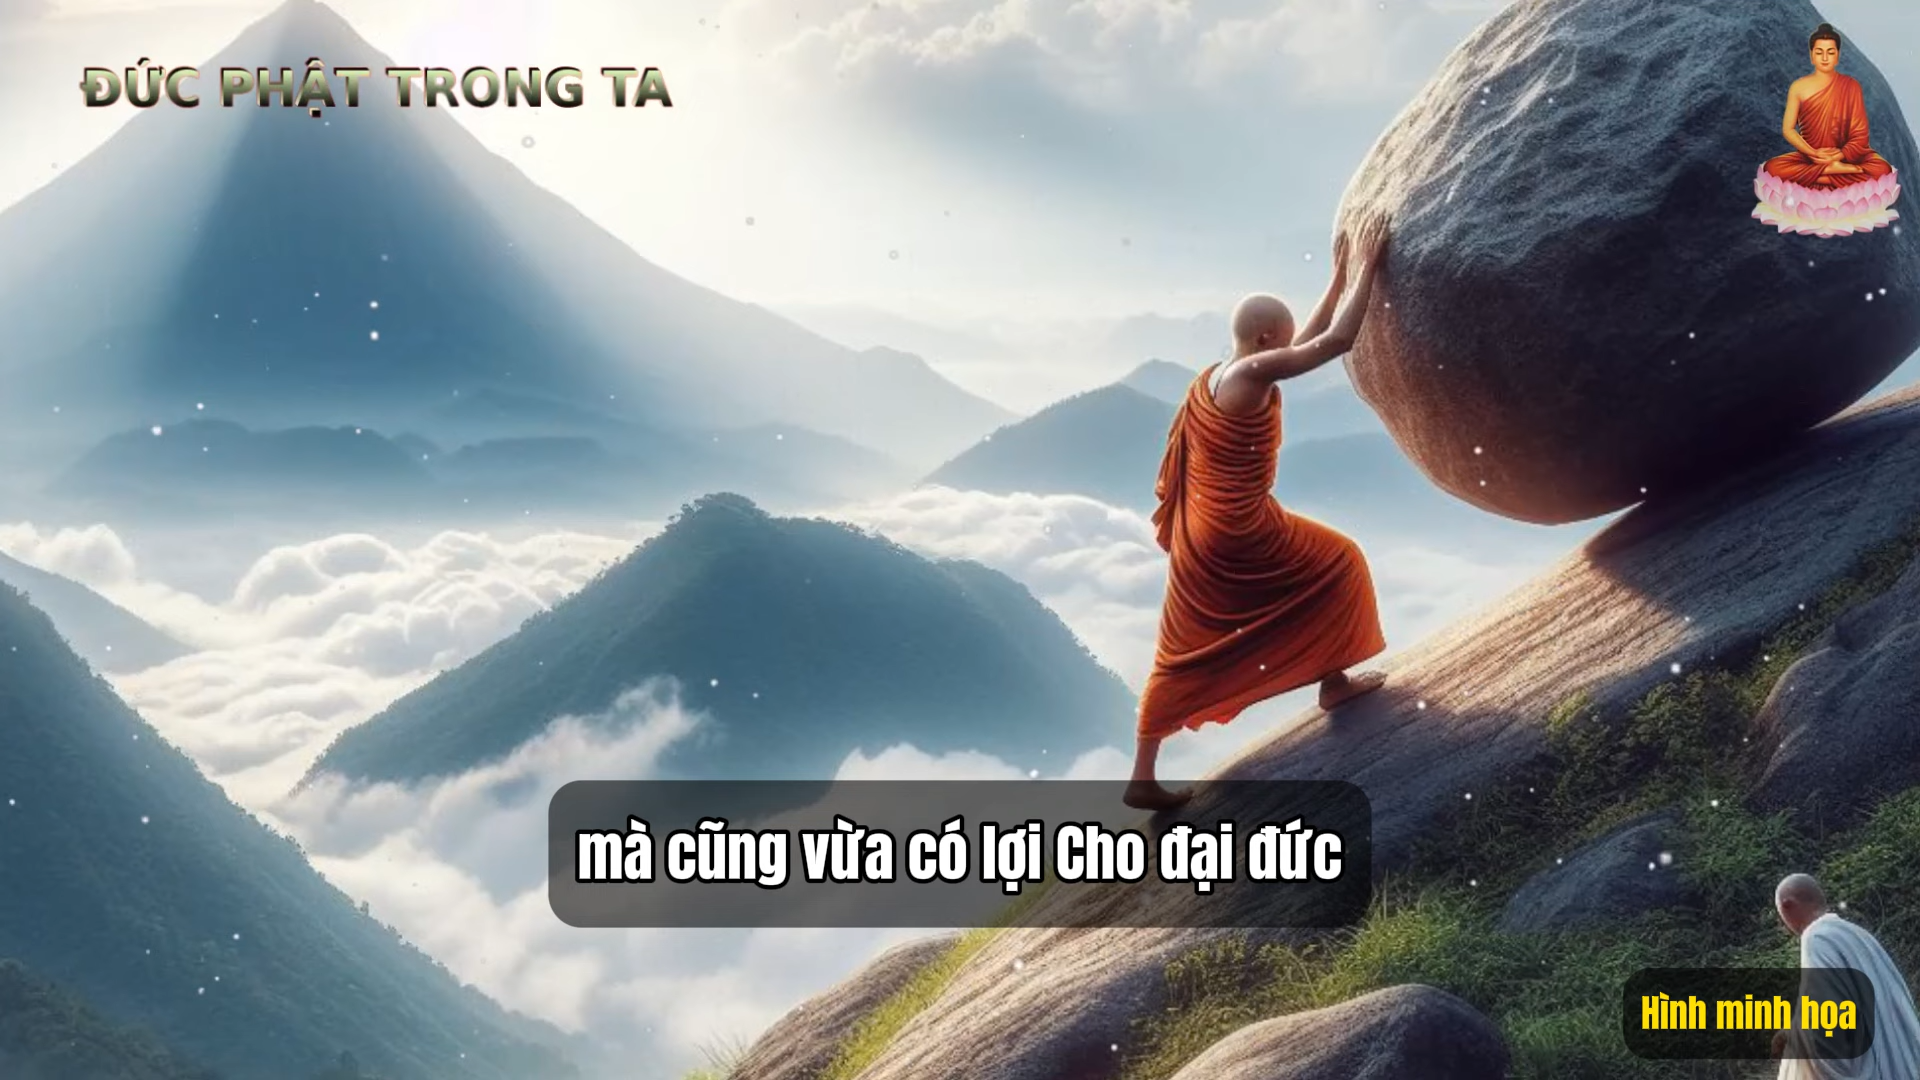 ĐỨC PHẬT TRONG TA
mà cũng vừa có lợi Cho đại đức
Hình minh họa